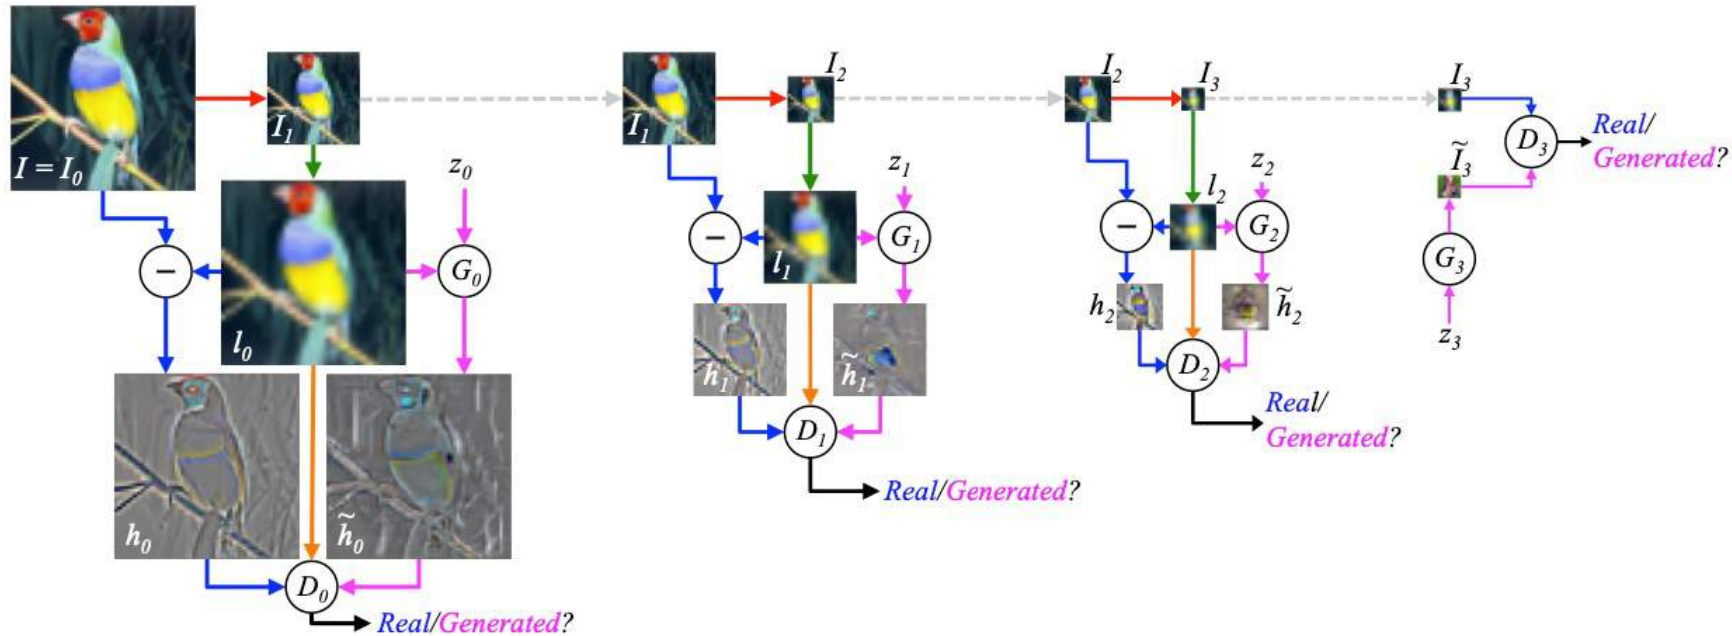 I = I₀
I₁
l₀
z₀
−
G₀
h₀
h̃₀
D₀
Real/Generated?
I₁
I₂
l₁
z₁
−
G₁
h₁
h̃₁
D₁
Real/Generated?
I₂
I₃
l₂
z₂
−
G₂
h₂
h̃₂
D₂
Real/
Generated?
I₃
Ĩ₃
D₃
Real/
Generated?
G₃
z₃